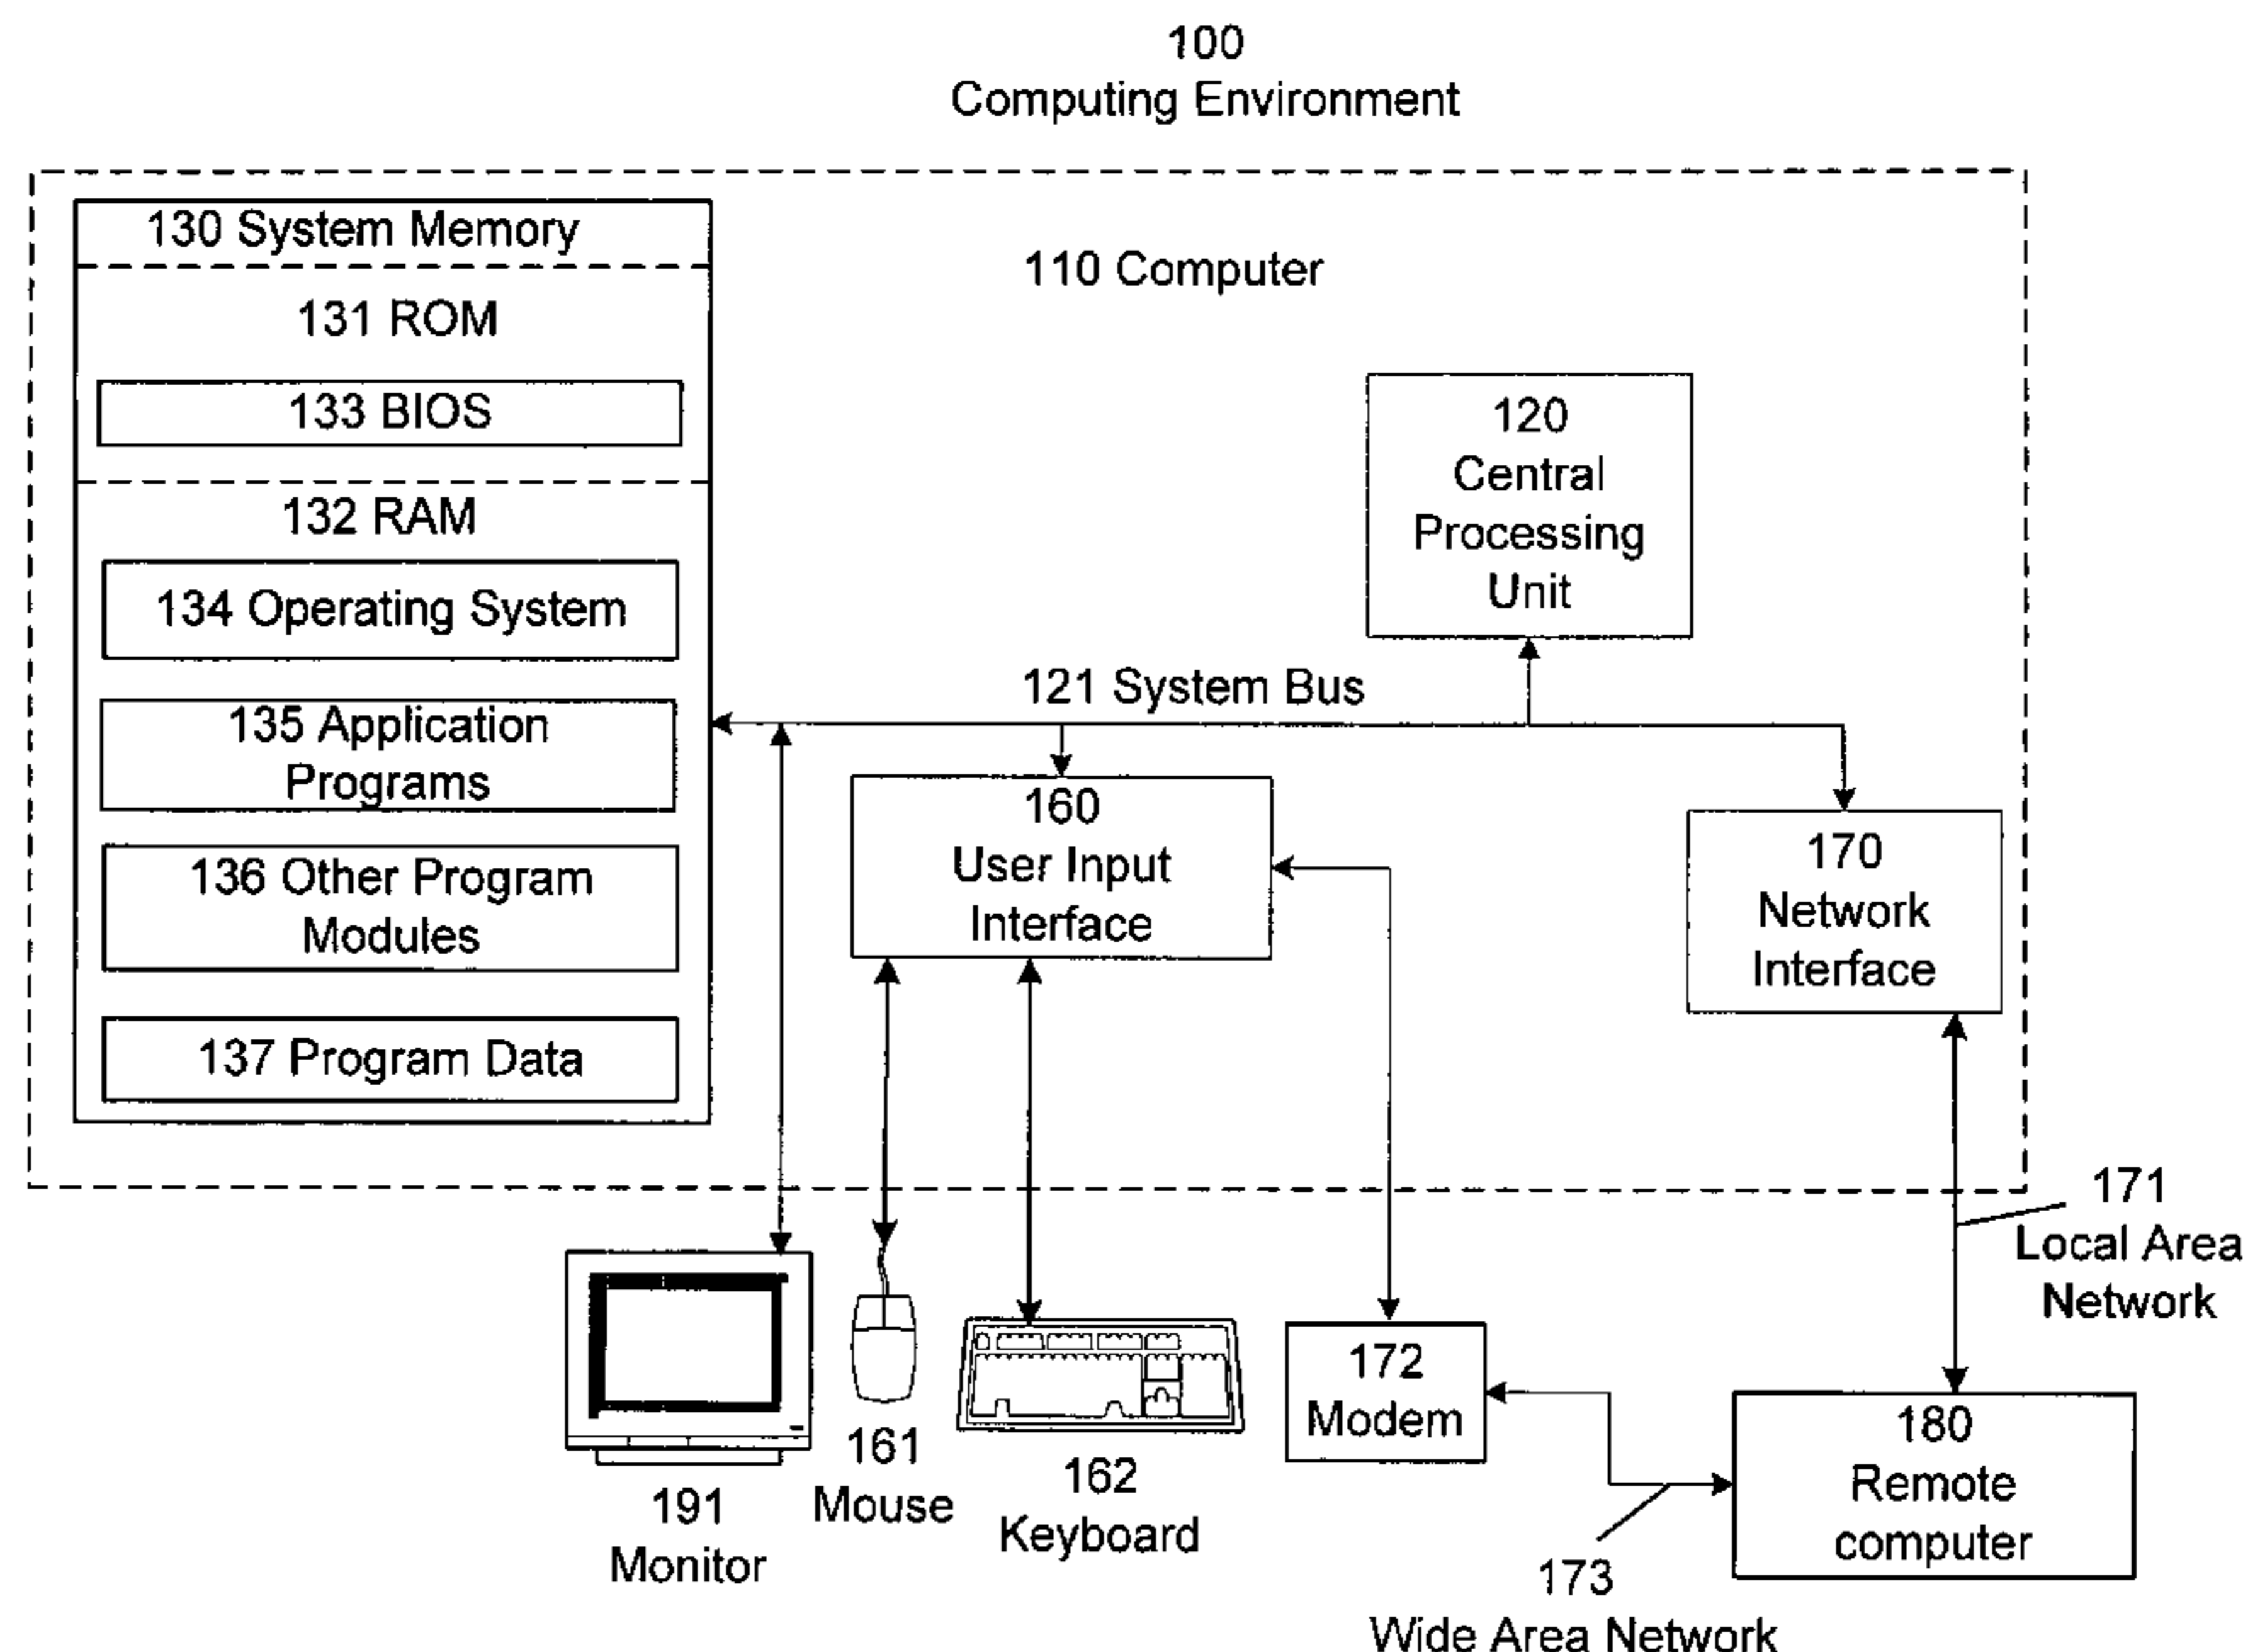 100
Computing Environment
130 System Memory
131 ROM
133 BIOS
132 RAM
134 Operating System
135 Application
Programs
136 Other Program
Modules
137 Program Data
110 Computer
120
Central
Processing
Unit
121 System Bus
160
User Input
Interface
170
Network
Interface
171
Local Area
Network
191
Monitor
161
Mouse
162
Keyboard
172
Modem
173
Wide Area Network
180
Remote
computer